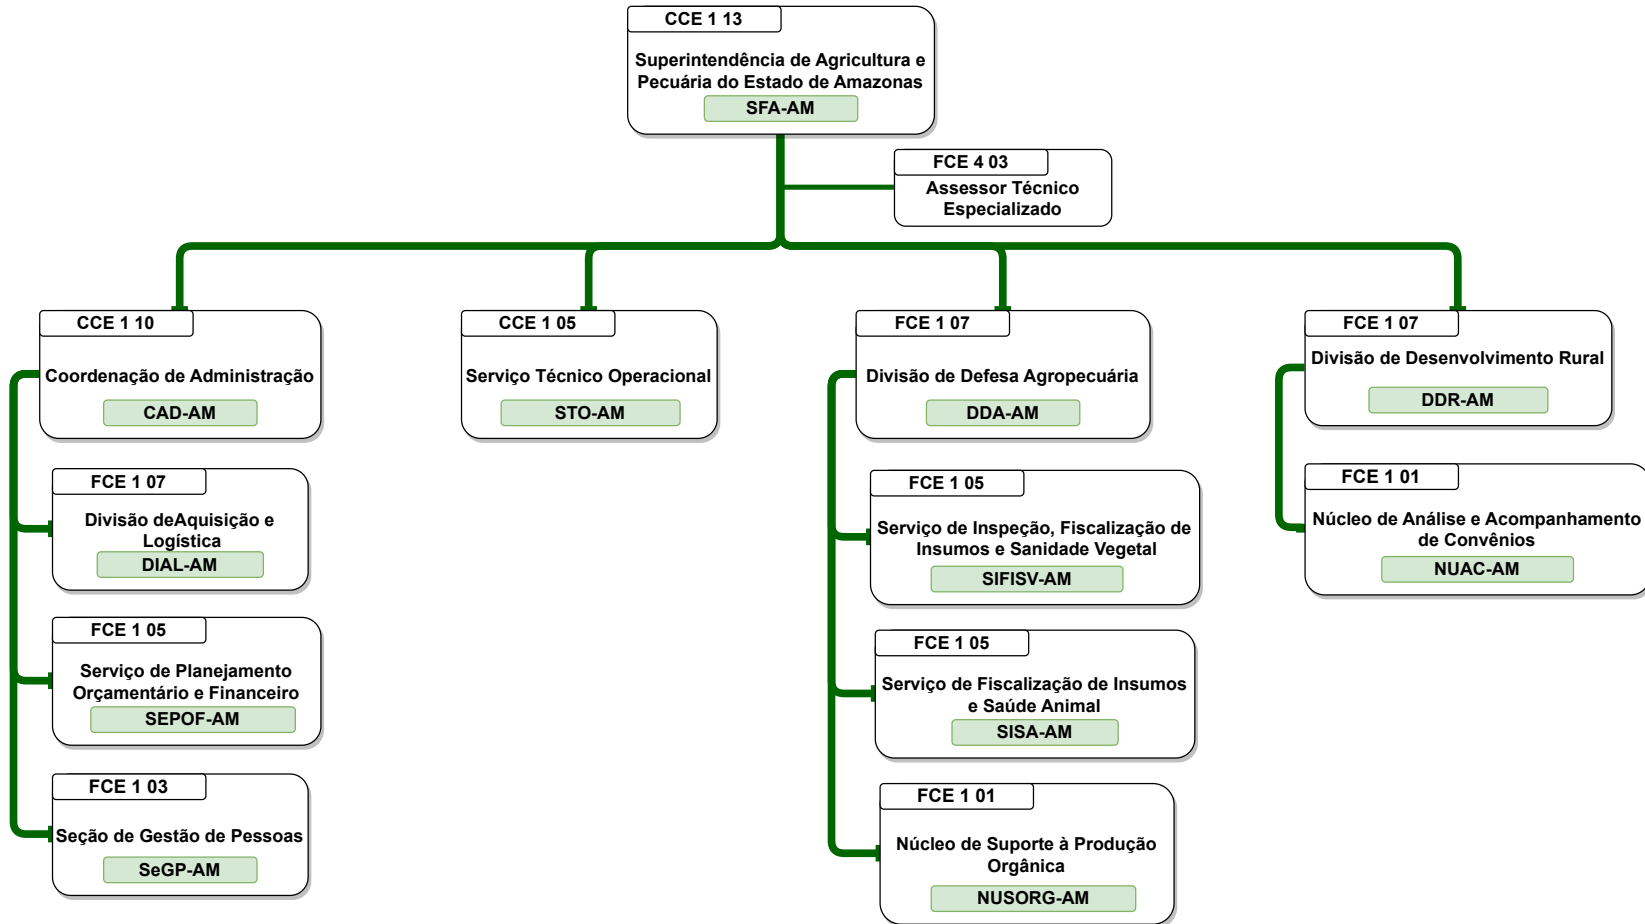 CCE 1 13
Superintendência de Agricultura e
Pecuária do Estado de Amazonas
SFA-AM
FCE 4 03
Assessor Técnico
Especializado
CCE 1 10
Coordenação de Administração
CAD-AM
FCE 1 07
Divisão deAquisição e
Logística
DIAL-AM
FCE 1 05
Serviço de Planejamento
Orçamentário e Financeiro
SEPOF-AM
FCE 1 03
Seção de Gestão de Pessoas
SeGP-AM
CCE 1 05
Serviço Técnico Operacional
STO-AM
FCE 1 07
Divisão de Defesa Agropecuária
DDA-AM
FCE 1 05
Serviço de Inspeção, Fiscalização de
Insumos e Sanidade Vegetal
SIFISV-AM
FCE 1 05
Serviço de Fiscalização de Insumos
e Saúde Animal
SISA-AM
FCE 1 01
Núcleo de Suporte à Produção
Orgânica
NUSORG-AM
FCE 1 07
Divisão de Desenvolvimento Rural
DDR-AM
FCE 1 01
Núcleo de Análise e Acompanhamento
de Convênios
NUAC-AM